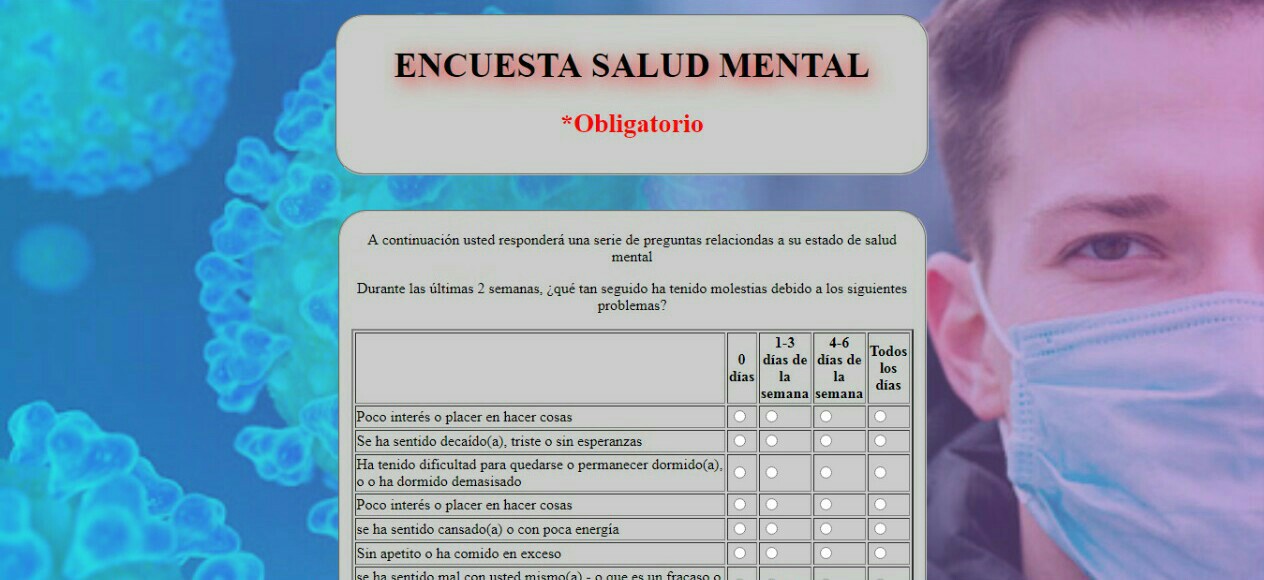 ENCUESTA SALUD MENTAL
*Obligatorio
A continuación usted responderá una serie de preguntas relaciondas a su estado de salud
mental
Durante las últimas 2 semanas, ¿qué tan seguido ha tenido molestias debido a los siguientes
problemas?
0
días
1-3
días de
la
semana
4-6
días de
la
semana
Todos
los
días
Poco interés o placer en hacer cosas
Se ha sentido decaído(a), triste o sin esperanzas
Ha tenido dificultad para quedarse o permanecer dormido(a),
o o ha dormido demasisado
Poco interés o placer en hacer cosas
se ha sentido cansado(a) o con poca energía
Sin apetito o ha comido en exceso
se ha sentido mal con usted mismo(a) - o que es un fracaso o